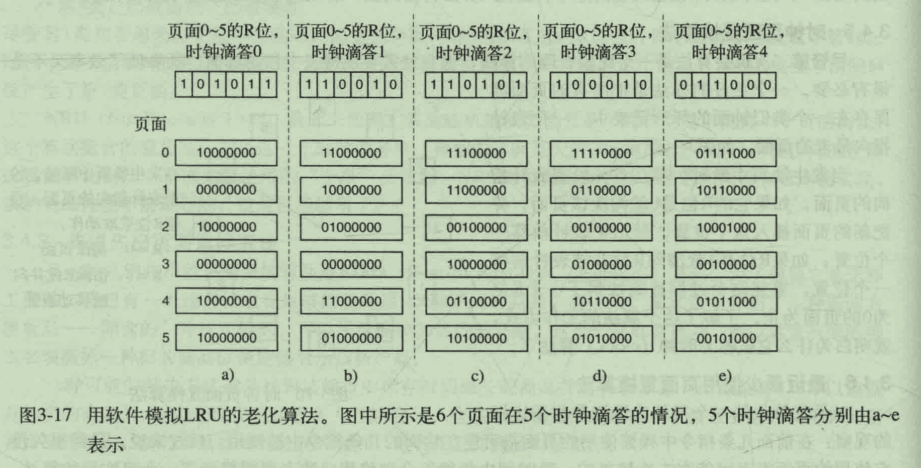 页面0~5的R位, 页面0~5的R位, 页面0~5的R位, 页面0~5的R位, 页面0~5的R位,
时钟滴答0 时钟滴答1 时钟滴答2 时钟滴答3 时钟滴答4
1 0 1 0 1 1 1 1 0 0 1 0 1 1 0 1 0 1 1 0 0 0 1 0 0 1 1 0 0 0
页面
0 10000000 11000000 11100000 11110000 01111000
1 00000000 10000000 11000000 01100000 10110000
2 10000000 01000000 00100000 00100000 10001000
3 00000000 00000000 10000000 01000000 00100000
4 10000000 11000000 01100000 10110000 01011000
5 10000000 01000000 10100000 01010000 00101000
a) b) c) d) e)
图3-17 用软件模拟LRU的老化算法。图中所示是6个页面在5个时钟滴答的情况，5个时钟滴答分别由a~e
表示